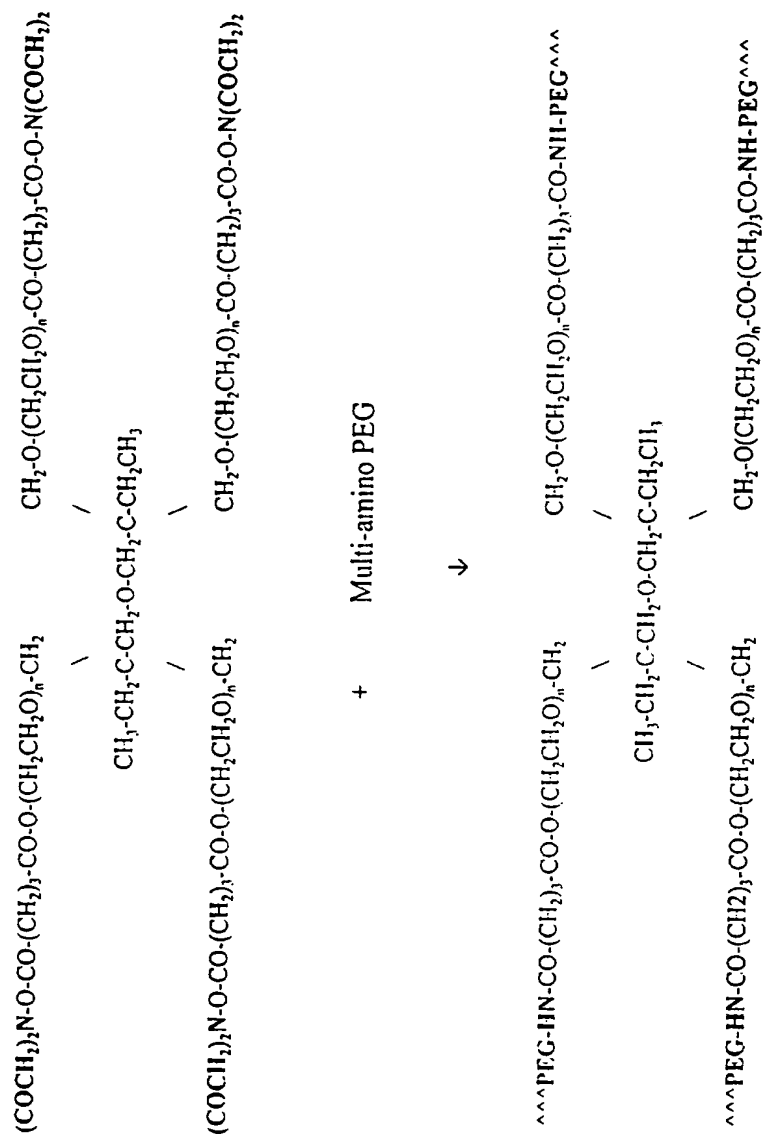 (COCH₂)₂N-O-CO-(CH₂)₃-CO-O-(CH₂CH₂O)ₙ-CH₂ CH₂-O-(CH₂CH₂O)ₙ-CO-(CH₂)₃-CO-O-N(COCH₂)₂
\ /
CH₃-CH₂-C-CH₂-O-CH₂-C-CH₂CH₃
/ \
(COCH₂)₂N-O-CO-(CH₂)₃-CO-O-(CH₂CH₂O)ₙ-CH₂ CH₂-O-(CH₂CH₂O)ₙ-CO-(CH₂)₃-CO-O-N(COCH₂)₂
+ Multi-amino PEG
↓
^^^PEG-HN-CO-(CH₂)₃-CO-O-(CH₂CH₂O)ₙ-CH₂ CH₂-O-(CH₂CH₂O)ₙ-CO-(CH₂)₃-CO-NH-PEG^^^
\ /
CH₃-CH₂-C-CH₂-O-CH₂-C-CH₂CH₃
/ \
^^^PEG-HN-CO-(CH2)₃-CO-O-(CH₂CH₂O)ₙ-CH₂ CH₂-O(CH₂CH₂O)ₙ-CO-(CH₂)₃CO-NH-PEG^^^